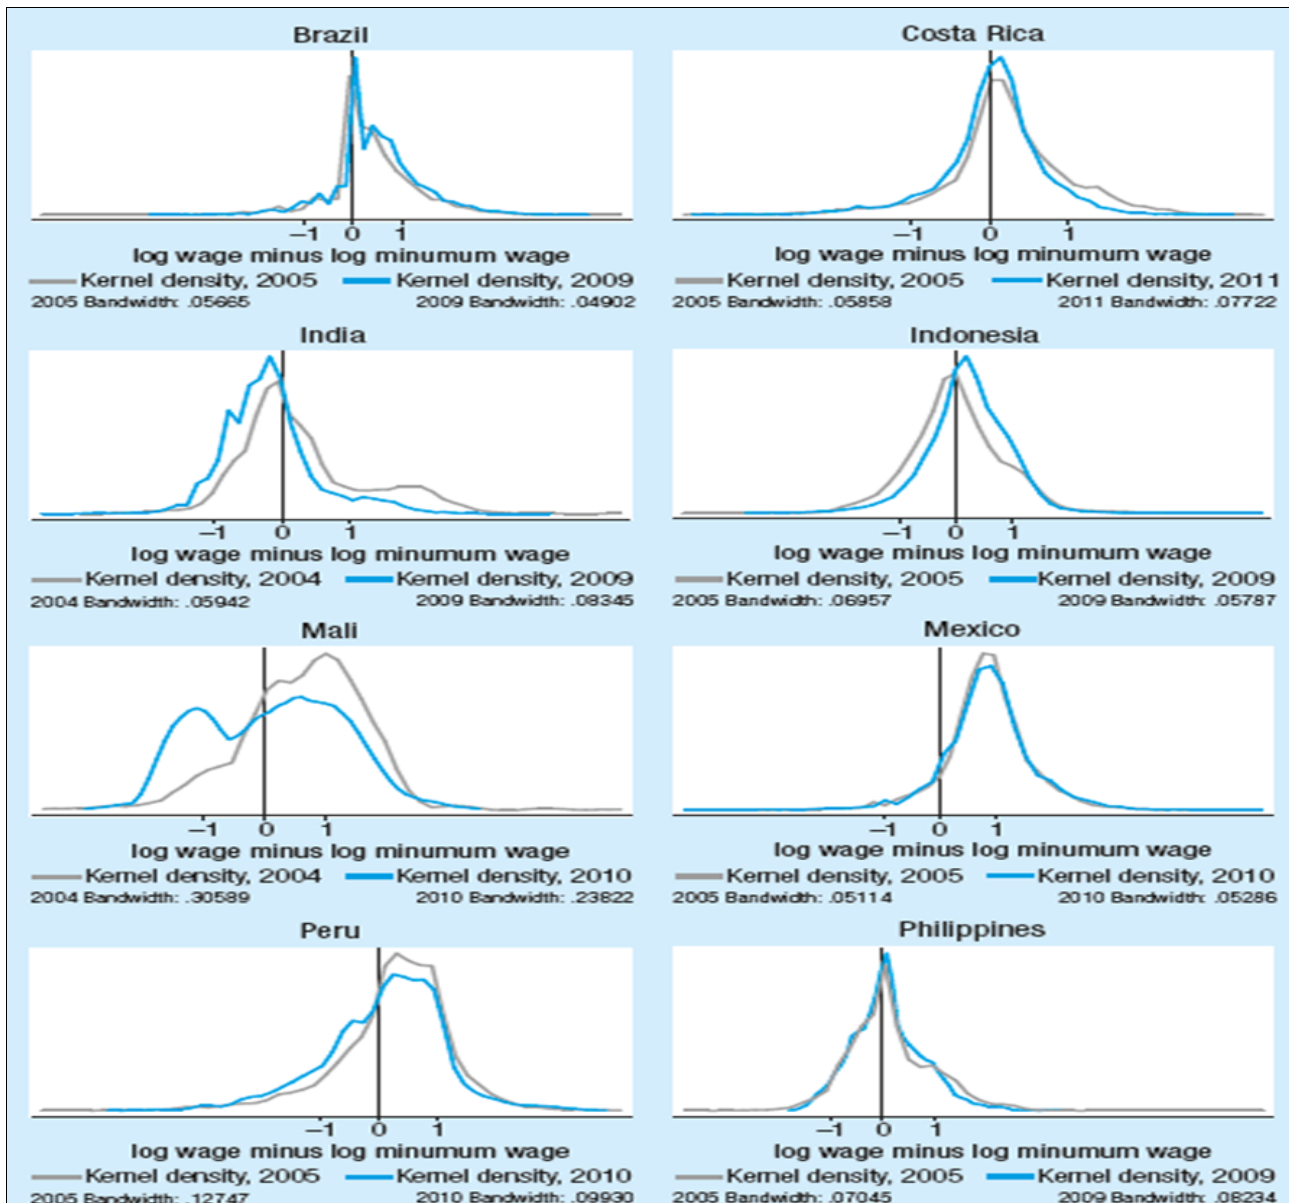 Brazil
−1 0 1
log wage minus log minumum wage
Kernel density, 2005 Kernel density, 2009
2005 Bandwidth: .05665 2009 Bandwidth: .04902
Costa Rica
−1 0 1
log wage minus log minumum wage
Kernel density, 2005 Kernel density, 2011
2005 Bandwidth: .05858 2011 Bandwidth: .07722
India
−1 0 1
log wage minus log minumum wage
Kernel density, 2004 Kernel density, 2009
2004 Bandwidth: .05942 2009 Bandwidth: .08345
Indonesia
−1 0 1
log wage minus log minumum wage
Kernel density, 2005 Kernel density, 2009
2005 Bandwidth: .06957 2009 Bandwidth: .05787
Mali
−1 0 1
log wage minus log minumum wage
Kernel density, 2004 Kernel density, 2010
2004 Bandwidth: .30589 2010 Bandwidth: .23822
Mexico
−1 0 1
log wage minus log minumum wage
Kernel density, 2005 Kernel density, 2010
2005 Bandwidth: .05114 2010 Bandwidth: .05286
Peru
−1 0 1
log wage minus log minumum wage
Kernel density, 2005 Kernel density, 2010
2005 Bandwidth: .12747 2010 Bandwidth: .09930
Philippines
−1 0 1
log wage minus log minumum wage
Kernel density, 2005 Kernel density, 2009
2005 Bandwidth: .07045 2009 Bandwidth: .06234